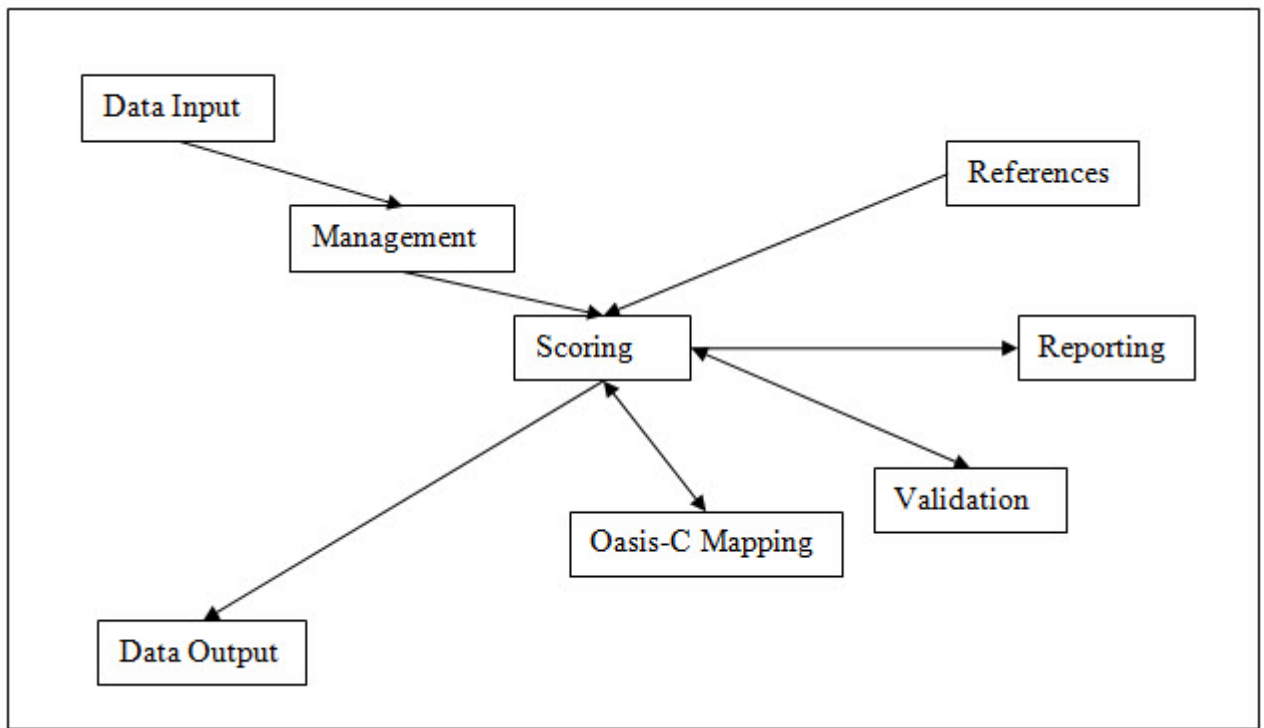 Data Input
References
Management
Scoring
Reporting
Validation
Oasis-C Mapping
Data Output